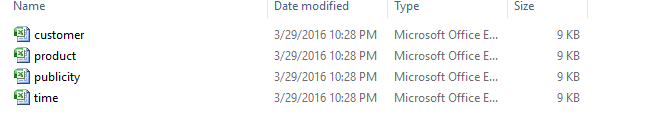 Name Date modified Type Size
customer 3/29/2016 10:28 PM Microsoft Office E... 9 KB
product 3/29/2016 10:28 PM Microsoft Office E... 9 KB
publicity 3/29/2016 10:28 PM Microsoft Office E... 9 KB
time 3/29/2016 10:28 PM Microsoft Office E... 9 KB